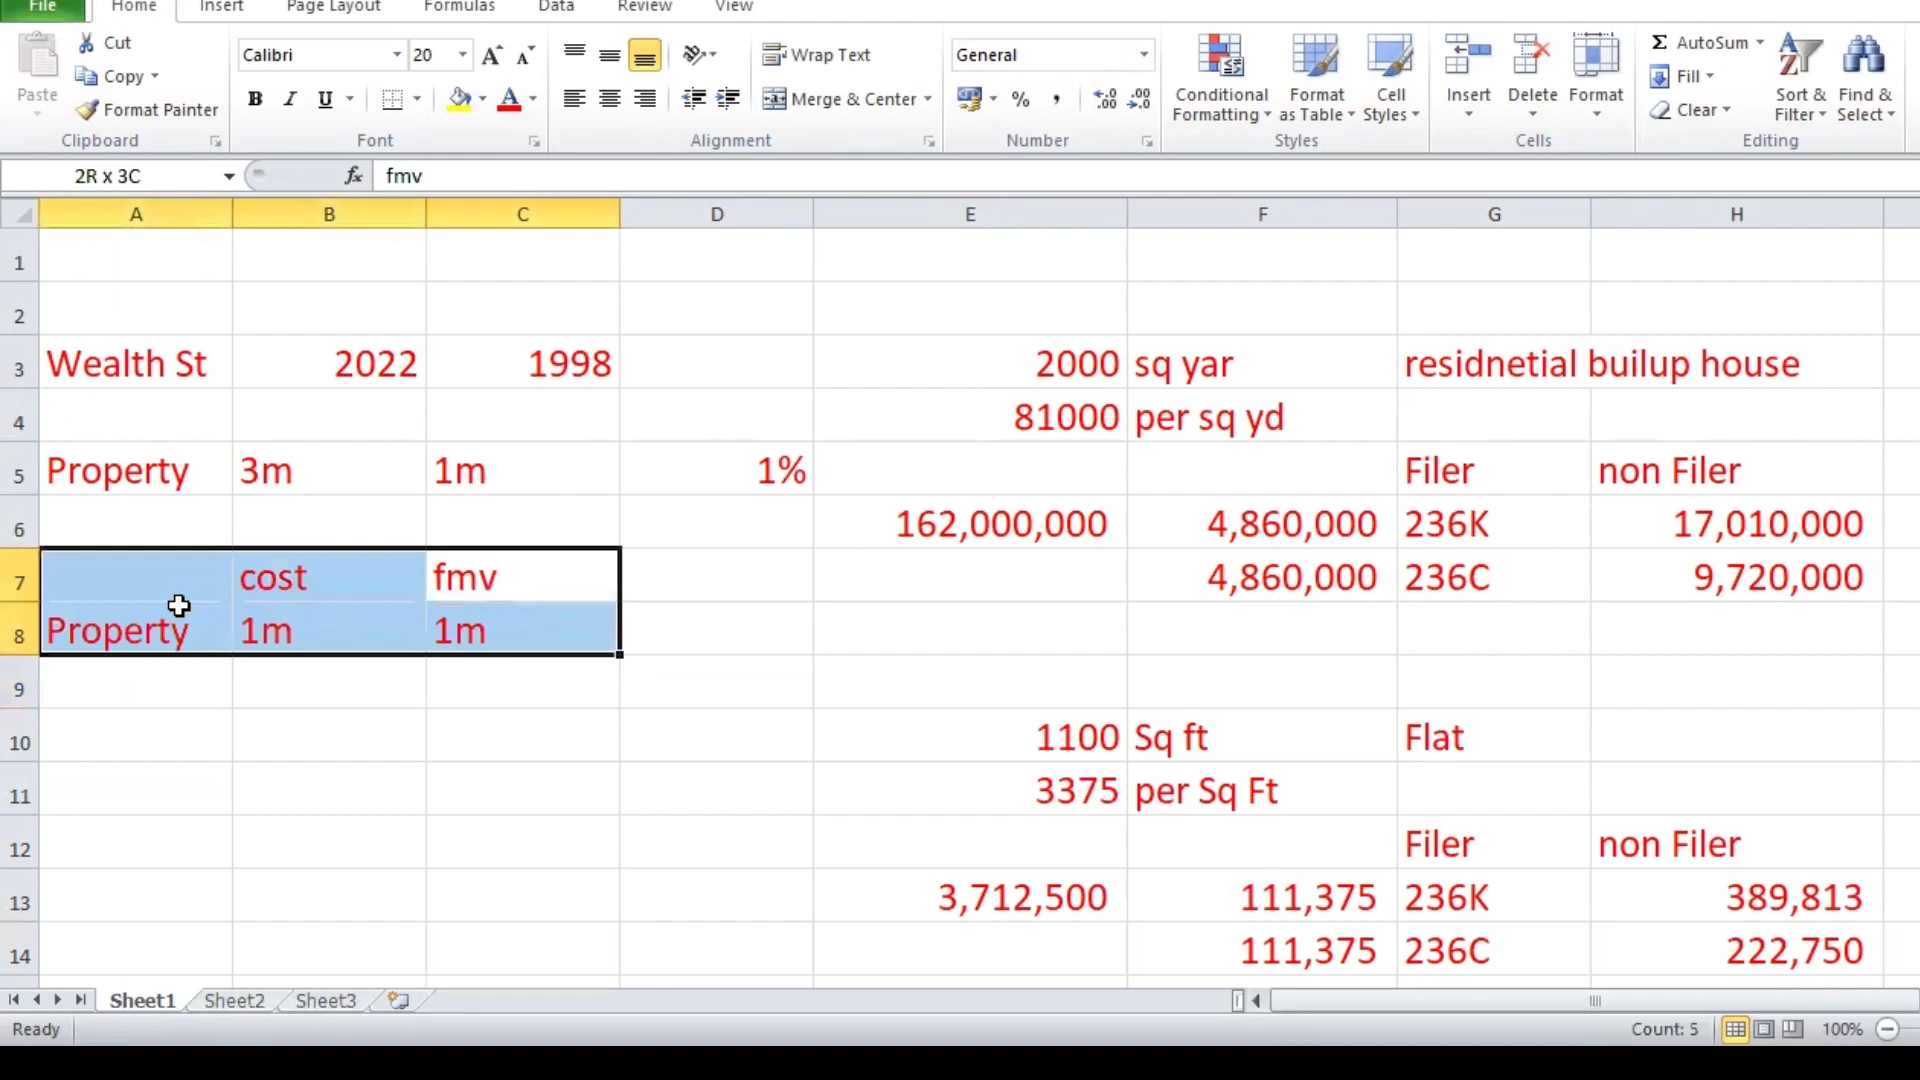 File Home Insert Page Layout Formulas Data Review View
Paste Cut Copy Format Painter Clipboard
Calibri 20 A A B I U A Font
Wrap Text Merge & Center Alignment
General % , .0 .00 .00 .0 Number
Conditional Formatting Format as Table Cell Styles Styles
Insert Delete Format Cells
Σ AutoSum Fill Clear Sort & Filter Find & Select Editing
2R x 3C fx fmv
A B C D E F G H
1
2
3 Wealth St 2022 1998 2000 sq yar residnetial builup house
4 81000 per sq yd
5 Property 3m 1m 1% Filer non Filer
6 162,000,000 4,860,000 236K 17,010,000
7 cost fmv 4,860,000 236C 9,720,000
8 Property 1m 1m
9
10 1100 Sq ft Flat
11 3375 per Sq Ft
12 Filer non Filer
13 3,712,500 111,375 236K 389,813
14 111,375 236C 222,750
Sheet1 Sheet2 Sheet3
Ready Count: 5 100%